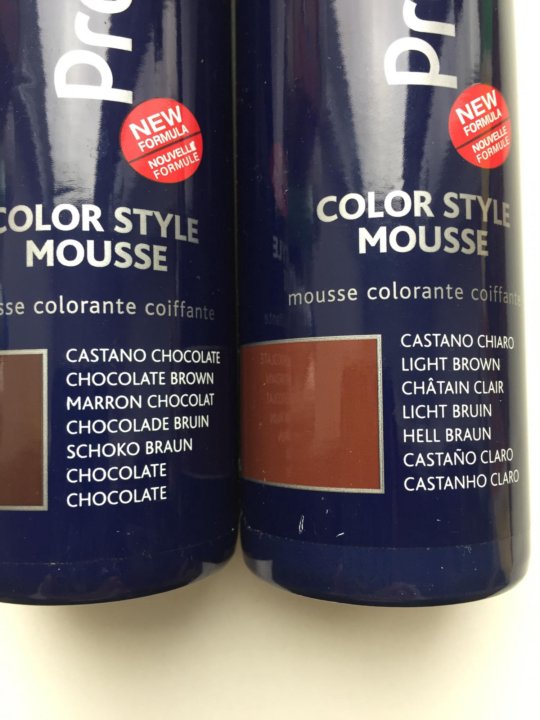 pro
NEW
FORMULA
NOUVELLE
FORMULE
COLOR STYLE
MOUSSE
sse colorante coiffante
CASTANO CHOCOLATE
CHOCOLATE BROWN
MARRON CHOCOLAT
CHOCOLADE BRUIN
SCHOKO BRAUN
CHOCOLATE
CHOCOLATE
pr
NEW
FORMULA
NOUVELLE
FORMULE
COLOR STYLE
MOUSSE
mousse colorante coiffante
CASTANO CHIARO
LIGHT BROWN
CHÂTAIN CLAIR
LICHT BRUIN
HELL BRAUN
CASTAÑO CLARO
CASTANHO CLARO